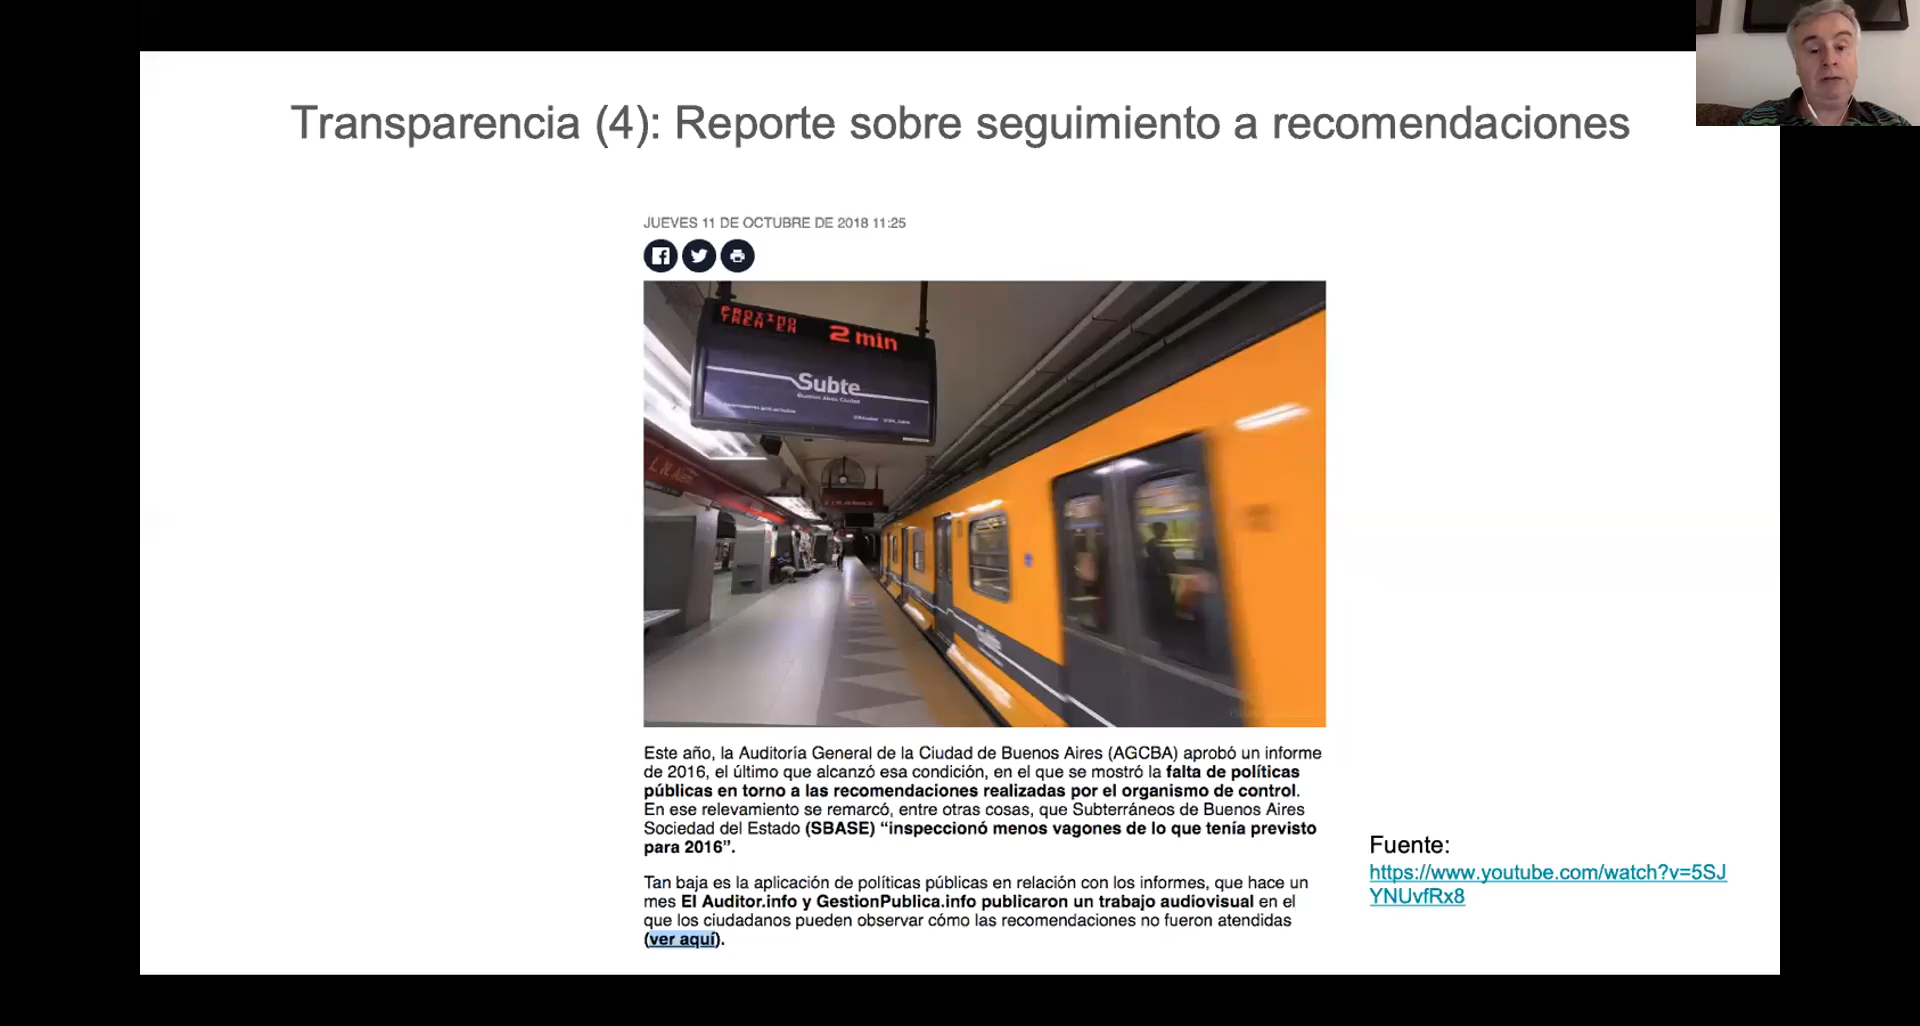 Transparencia (4): Reporte sobre seguimiento a recomendaciones
JUEVES 11 DE OCTUBRE DE 2018 11:25
PROXIMO
TREN EN
2 min
Subte
Buenos Aires Ciudad
L. N. Alem
Este año, la Auditoría General de la Ciudad de Buenos Aires (AGCBA) aprobó un informe
de 2016, el último que alcanzó esa condición, en el que se mostró la falta de políticas
públicas en torno a las recomendaciones realizadas por el organismo de control.
En ese relevamiento se remarcó, entre otras cosas, que Subterráneos de Buenos Aires
Sociedad del Estado (SBASE) “inspeccionó menos vagones de lo que tenía previsto
para 2016”.
Tan baja es la aplicación de políticas públicas en relación con los informes, que hace un
mes El Auditor.info y GestionPublica.info publicaron un trabajo audiovisual en el
que los ciudadanos pueden observar cómo las recomendaciones no fueron atendidas
(ver aquí).
Fuente:
https://www.youtube.com/watch?v=5SJ
YNUvfRx8